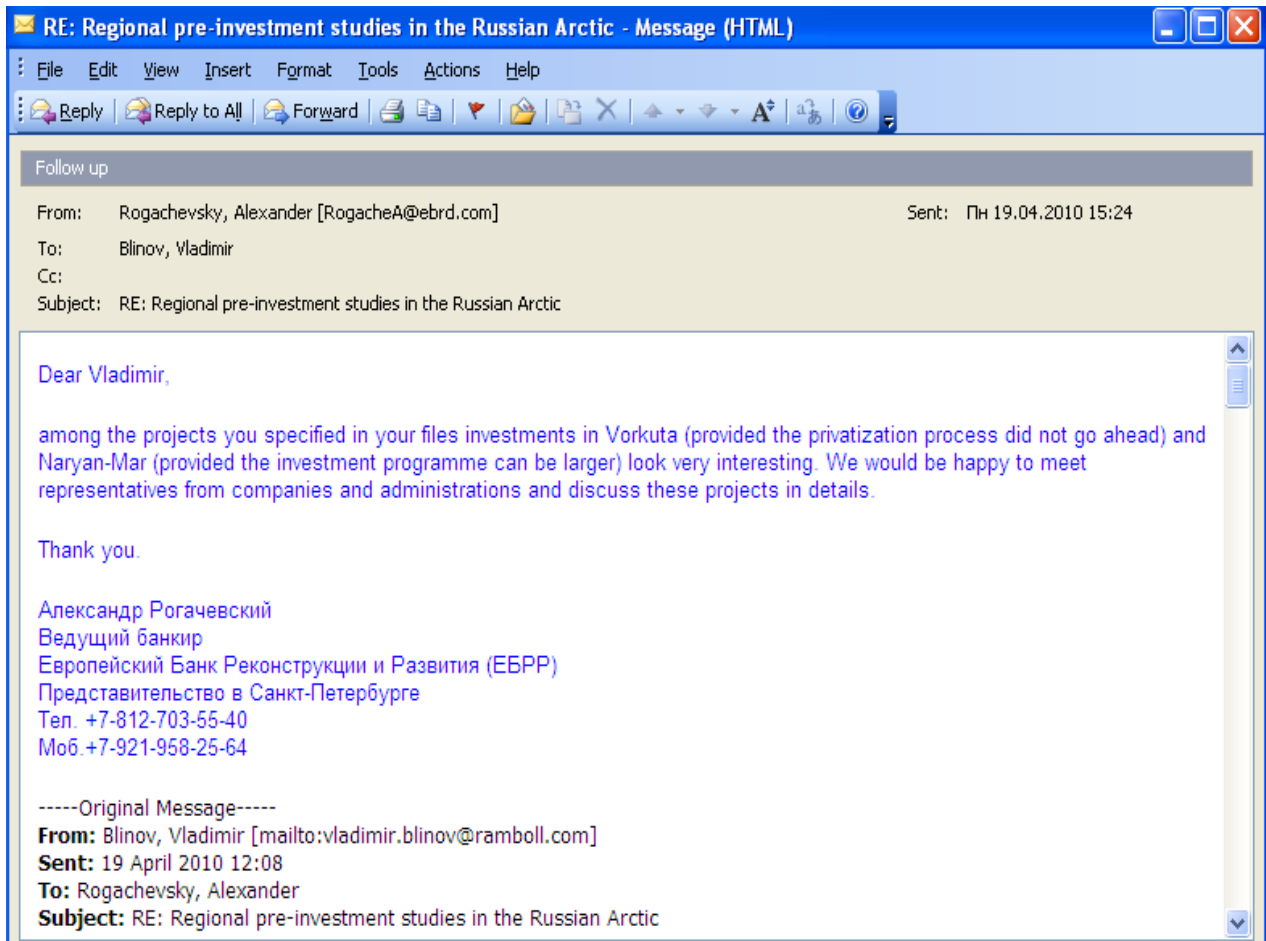 RE: Regional pre-investment studies in the Russian Arctic - Message (HTML)
File Edit View Insert Format Tools Actions Help
Reply Reply to All Forward
Follow up
From: Rogachevsky, Alexander [RogacheA@ebrd.com] Sent: Пн 19.04.2010 15:24
To: Blinov, Vladimir
Cc:
Subject: RE: Regional pre-investment studies in the Russian Arctic
Dear Vladimir,
among the projects you specified in your files investments in Vorkuta (provided the privatization process did not go ahead) and
Naryan-Mar (provided the investment programme can be larger) look very interesting. We would be happy to meet
representatives from companies and administrations and discuss these projects in details.
Thank you.
Александр Рогачевский
Ведущий банкир
Европейский Банк Реконструкции и Развития (ЕБРР)
Представительство в Санкт-Петербурге
Тел. +7-812-703-55-40
Моб.+7-921-958-25-64
-----Original Message-----
From: Blinov, Vladimir [mailto:vladimir.blinov@ramboll.com]
Sent: 19 April 2010 12:08
To: Rogachevsky, Alexander
Subject: RE: Regional pre-investment studies in the Russian Arctic